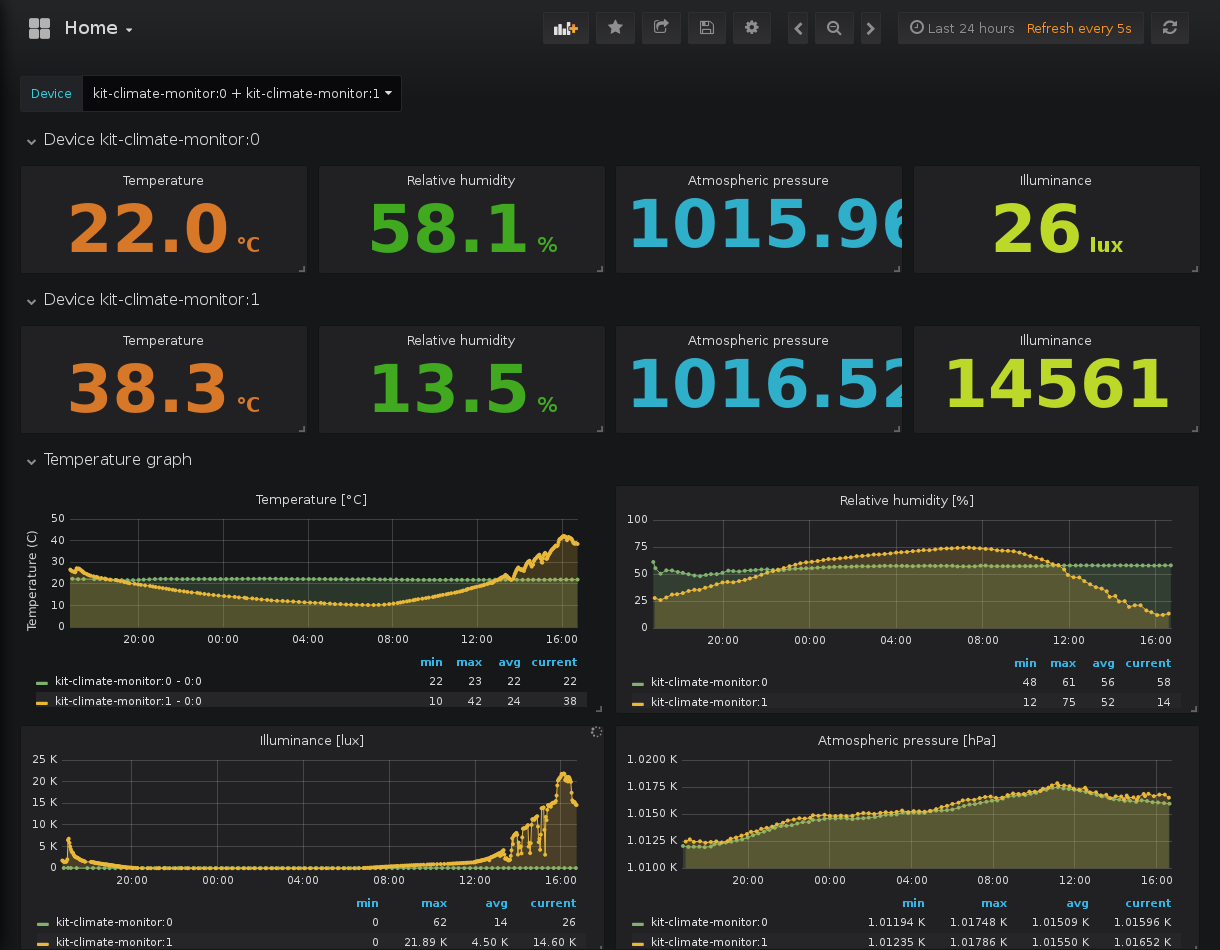 Home
Last 24 hours Refresh every 5s
Device kit-climate-monitor:0 + kit-climate-monitor:1
Device kit-climate-monitor:0
Temperature Relative humidity Atmospheric pressure Illuminance
22.0 °C 58.1 % 1015.96 26 lux
Device kit-climate-monitor:1
Temperature Relative humidity Atmospheric pressure Illuminance
38.3 °C 13.5 % 1016.52 14561
Temperature graph
Temperature [°C]
Temperature (C)
50
40
30
20
10
0
20:00 00:00 04:00 08:00 12:00 16:00
min max avg current
kit-climate-monitor:0 - 0:0 22 23 22 22
kit-climate-monitor:1 - 0:0 10 42 24 38
Relative humidity [%]
100
75
50
25
0
20:00 00:00 04:00 08:00 12:00 16:00
min max avg current
kit-climate-monitor:0 48 61 56 58
kit-climate-monitor:1 12 75 52 14
Illuminance [lux]
25 K
20 K
15 K
10 K
5 K
0
20:00 00:00 04:00 08:00 12:00 16:00
min max avg current
kit-climate-monitor:0 0 62 14 26
kit-climate-monitor:1 0 21.89 K 4.50 K 14.60 K
Atmospheric pressure [hPa]
1.0200 K
1.0175 K
1.0150 K
1.0125 K
1.0100 K
20:00 00:00 04:00 08:00 12:00 16:00
min max avg current
kit-climate-monitor:0 1.01194 K 1.01748 K 1.01509 K 1.01596 K
kit-climate-monitor:1 1.01235 K 1.01786 K 1.01550 K 1.01652 K